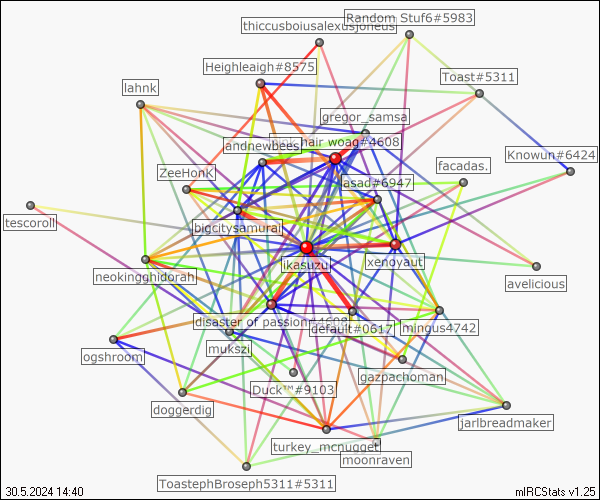 thiccusboiusalexusjoneus
Random Stuf6#5983
Heighleaigh#8575
Toast#5311
lahnk
gregor_samsa
hair woag#4608
andnewbees
Knowun#6424
facadas.
ZeeHonk
asad#6947
tescoroll
bigcitysamurai
ikasuzu
xenoyaut
neokingghidorah
avelicious
disaster of passion#4608
default#0617
mingus4742
mukszi
ogshroom
gazpachoman
Duck™#9103
doggerdig
jarlbreadmaker
turkey_mcnugget
moonraven
ToastephBroseph5311#5311
30.5.2024 14:40
mIRCStats v1.25